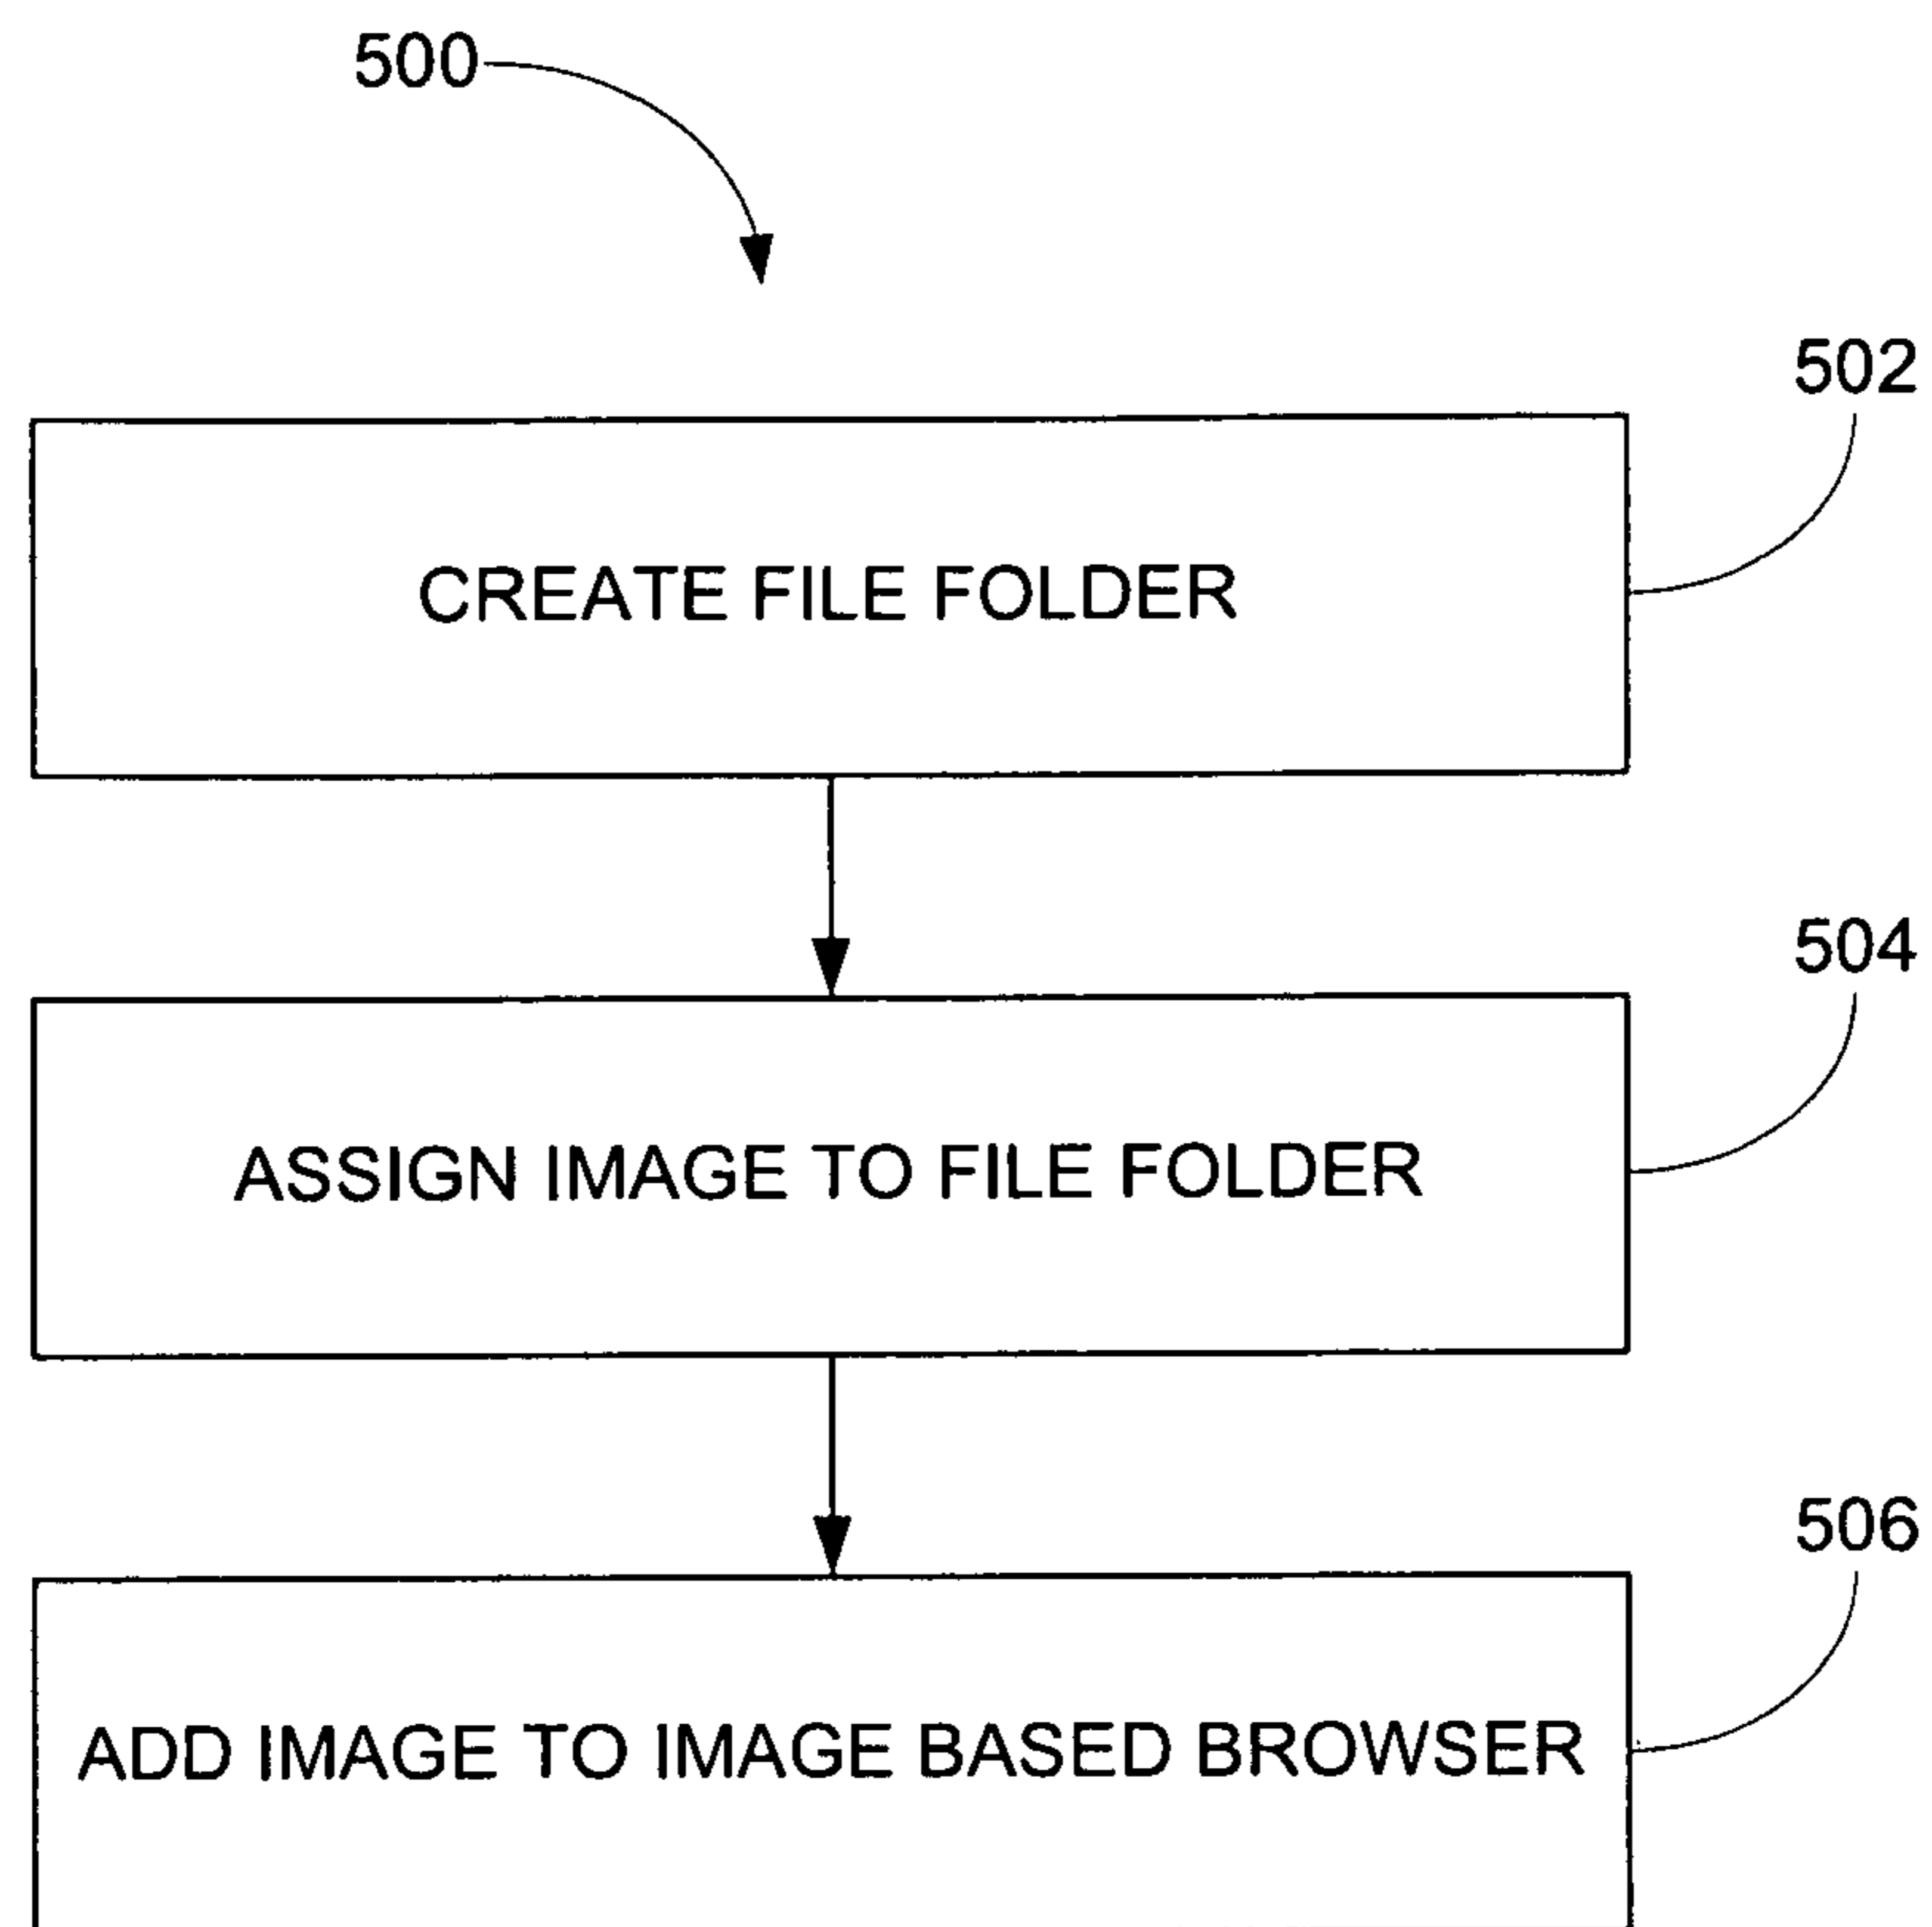 500
502
CREATE FILE FOLDER
504
ASSIGN IMAGE TO FILE FOLDER
506
ADD IMAGE TO IMAGE BASED BROWSER